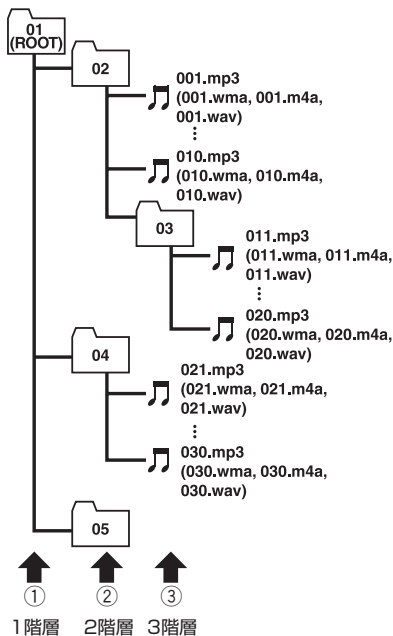 01
(ROOT)
02
001.mp3
(001.wma, 001.m4a,
001.wav)
⋮
010.mp3
(010.wma, 010.m4a,
010.wav)
03
011.mp3
(011.wma, 011.m4a,
011.wav)
⋮
020.mp3
(020.wma, 020.m4a,
020.wav)
04
021.mp3
(021.wma, 021.m4a,
021.wav)
⋮
030.mp3
(030.wma, 030.m4a,
030.wav)
05
① ② ③
1階層 2階層 3階層